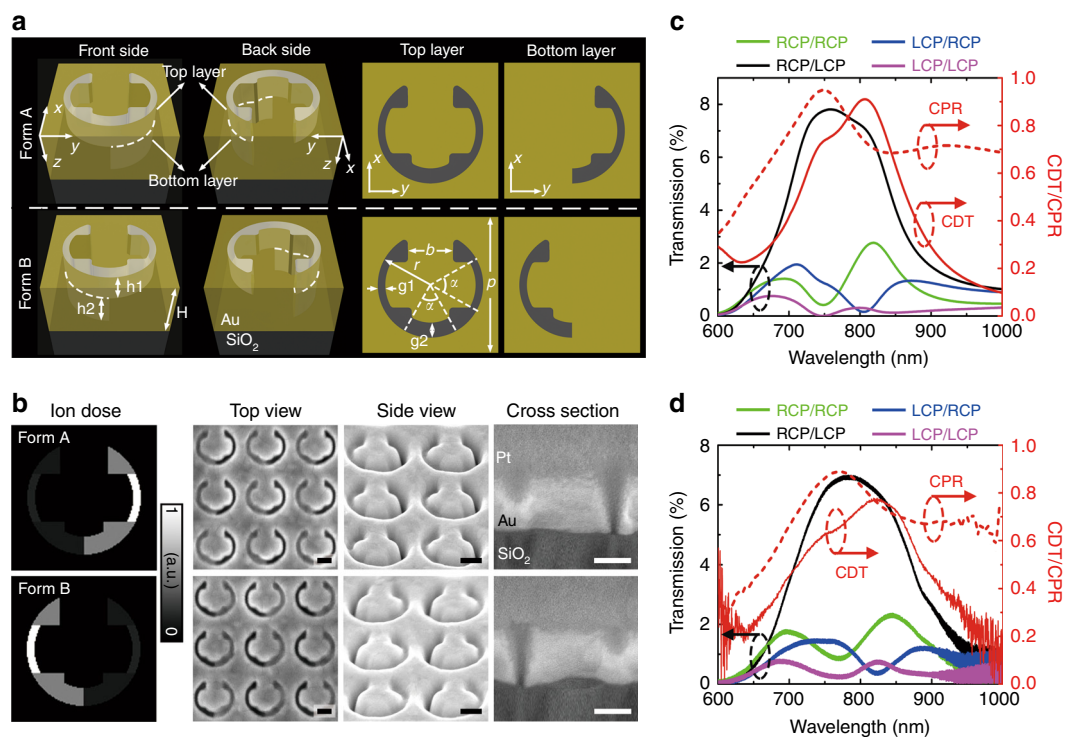 a
Front side Back side Top layer Bottom layer
Top layer
Form A
x
y
z
y
z
x
Bottom layer
x
y
x
y
Form B
h1
h2
H
Au
SiO2
b
r
g1
α
α
g2
p
b
Ion dose Top view Side view Cross section
Form A
Form B
1
(a.u.)
0
Pt
Au
SiO2
c
RCP/RCP LCP/RCP
RCP/LCP LCP/LCP
Transmission (%)
8
6
4
2
0
CPR
CDT
1.0
0.8
0.6
0.4
0.2
0.0
CDT/CPR
600 700 800 900 1000
Wavelength (nm)
d
RCP/RCP LCP/RCP
RCP/LCP LCP/LCP
Transmission (%)
8
6
4
2
0
CPR
CDT
1.0
0.8
0.6
0.4
0.2
0.0
CDT/CPR
600 700 800 900 1000
Wavelength (nm)